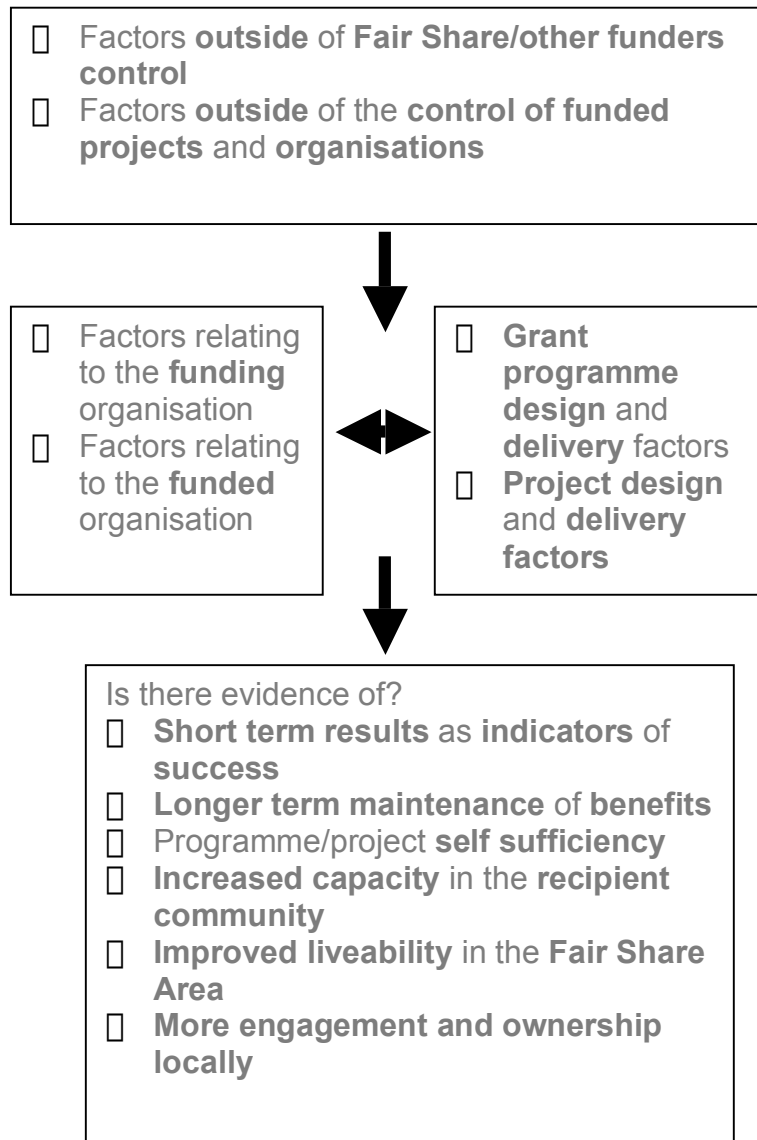 Factors outside of Fair Share/other funders
control
Factors outside of the control of funded
projects and organisations
Factors relating
to the funding
organisation
Factors relating
to the funded
organisation
Grant
programme
design and
delivery factors
Project design
and delivery
factors
Is there evidence of?
Short term results as indicators of
success
Longer term maintenance of benefits
Programme/project self sufficiency
Increased capacity in the recipient
community
Improved liveability in the Fair Share
Area
More engagement and ownership
locally